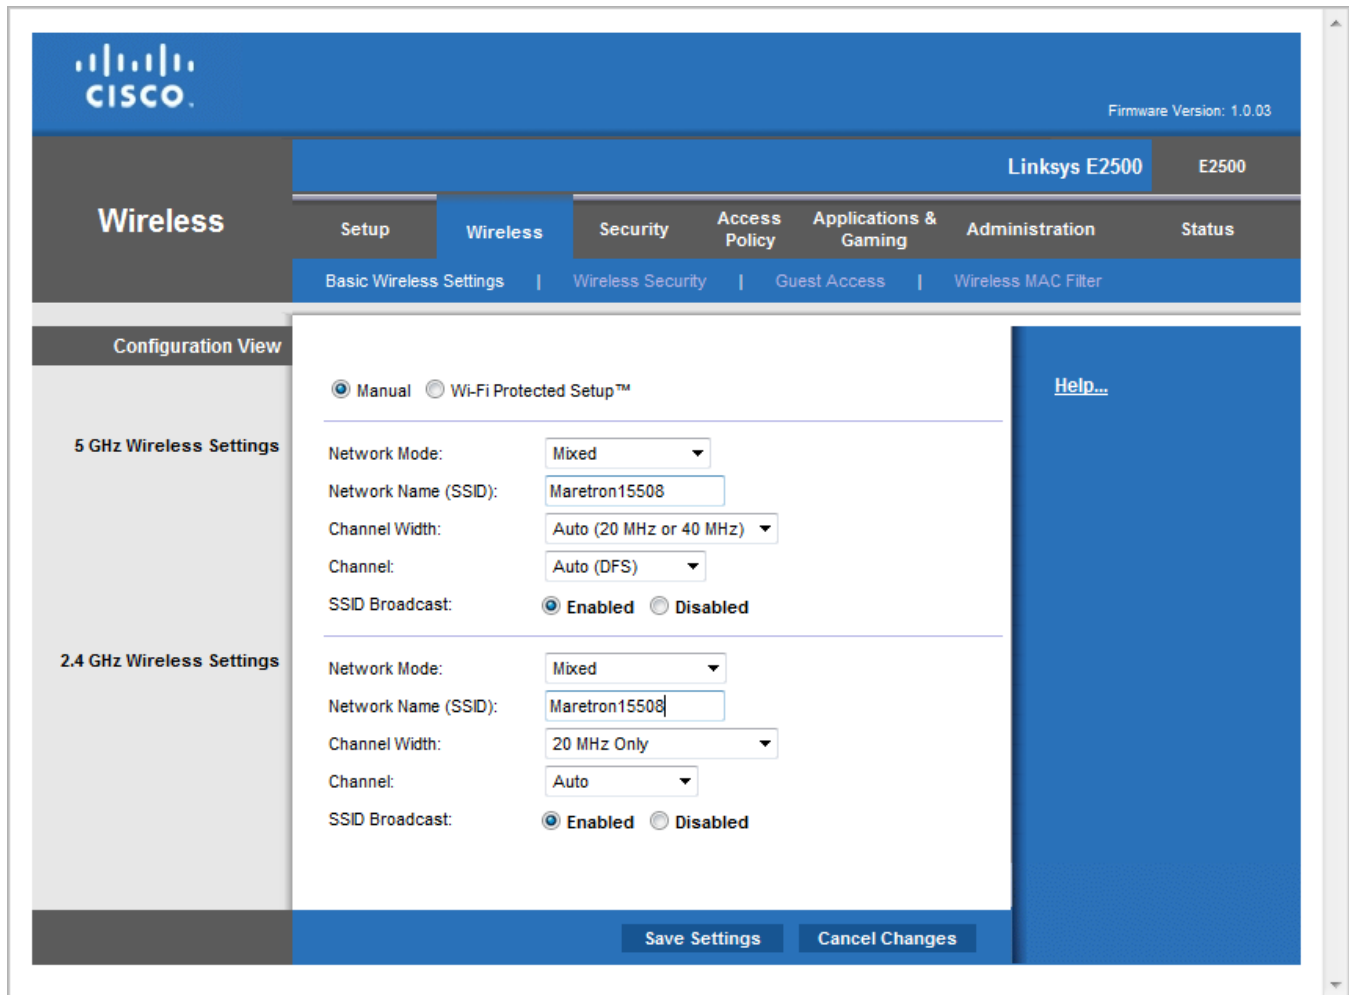 CISCO.
Firmware Version: 1.0.03
Linksys E2500 E2500
Wireless
Setup Wireless Security Access Policy Applications & Gaming Administration Status
Basic Wireless Settings | Wireless Security | Guest Access | Wireless MAC Filter
Configuration View
Manual Wi-Fi Protected Setup™
Help...
5 GHz Wireless Settings
Network Mode: Mixed
Network Name (SSID): Maretron15508
Channel Width: Auto (20 MHz or 40 MHz)
Channel: Auto (DFS)
SSID Broadcast: Enabled Disabled
2.4 GHz Wireless Settings
Network Mode: Mixed
Network Name (SSID): Maretron15508
Channel Width: 20 MHz Only
Channel: Auto
SSID Broadcast: Enabled Disabled
Save Settings Cancel Changes